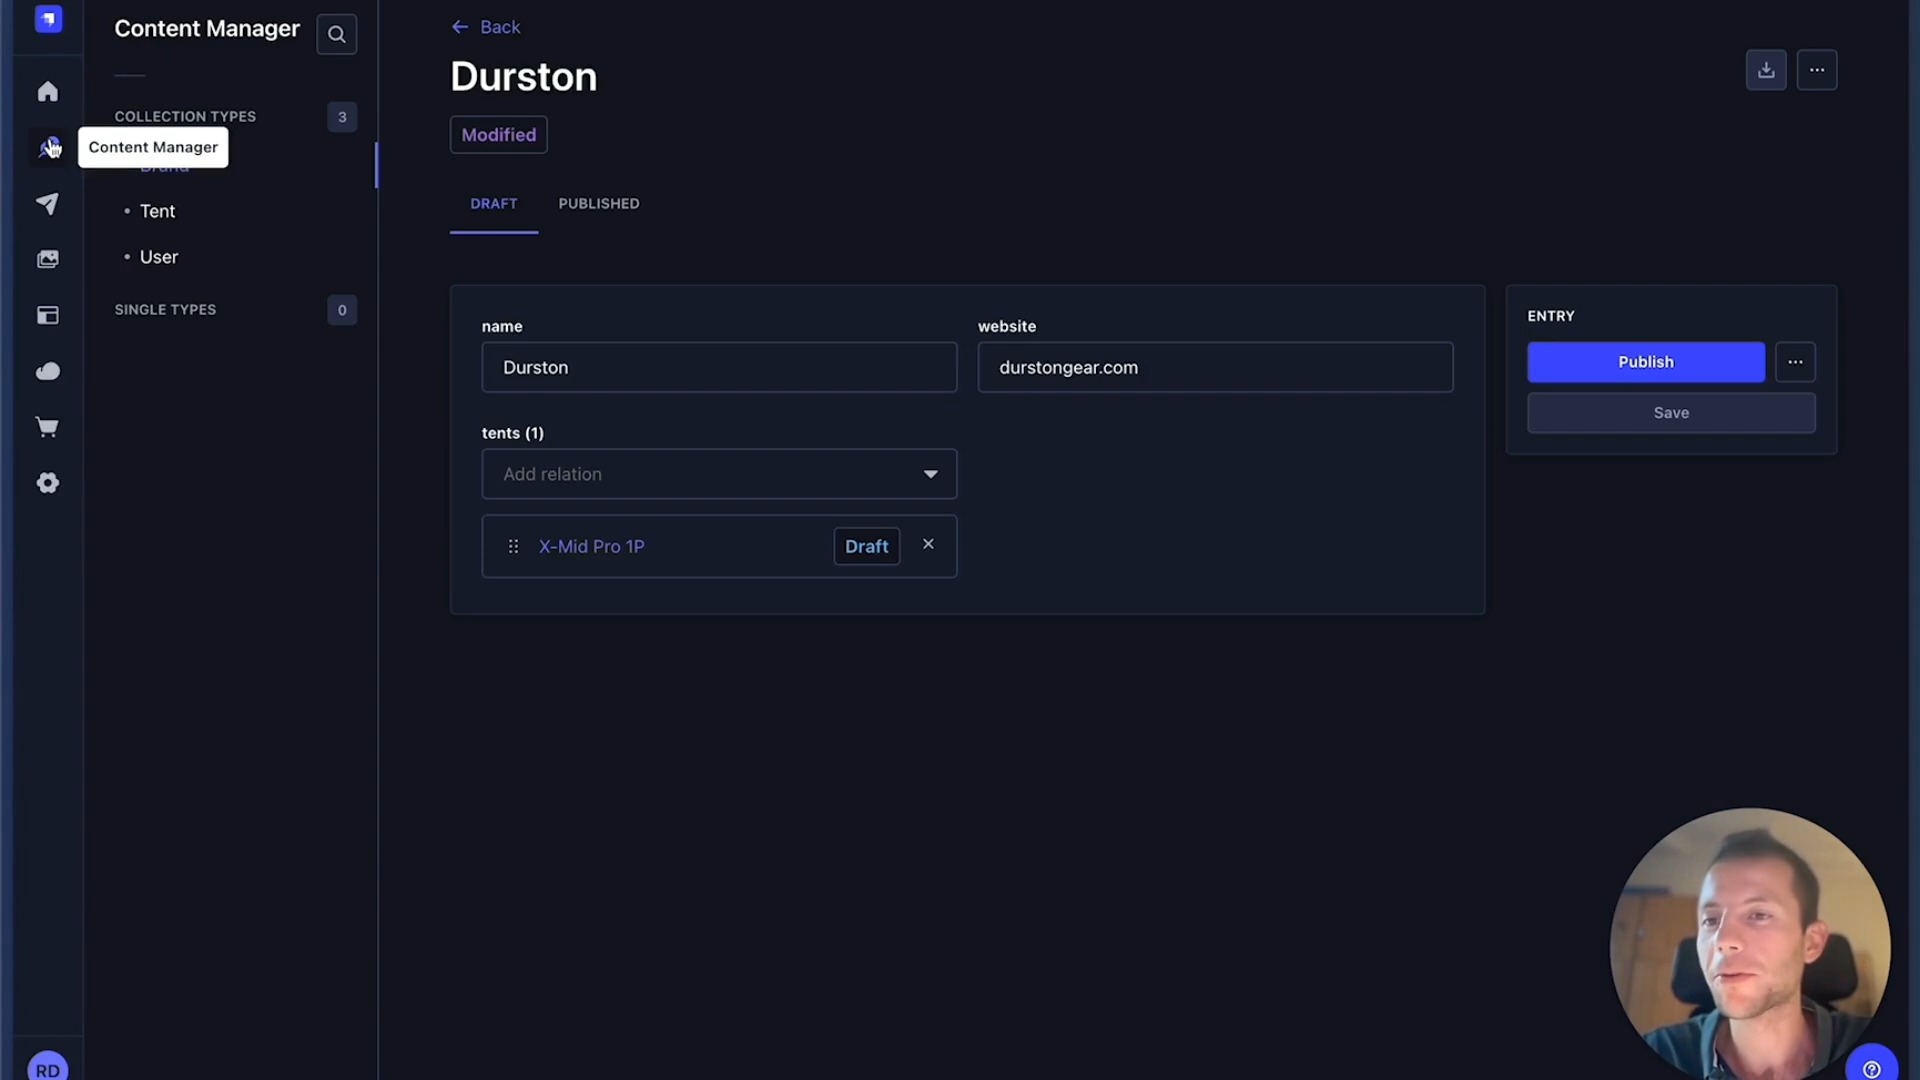 Content Manager
COLLECTION TYPES
3
Content Manager
Brand
Tent
User
SINGLE TYPES
0
RD
Back
Durston
Modified
DRAFT
PUBLISHED
name
Durston
website
durstongear.com
tents (1)
Add relation
X-Mid Pro 1P
Draft
ENTRY
Publish
Save